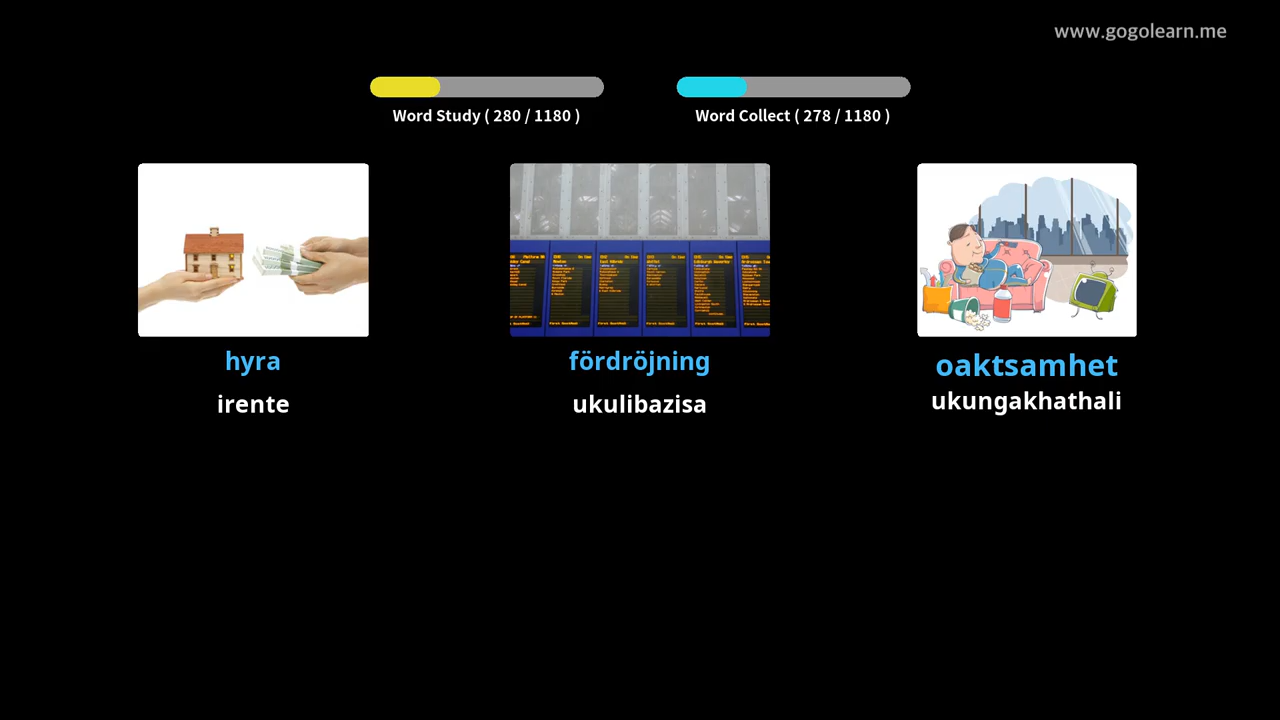 www.gogolearn.me
Word Study ( 280 / 1180 )
Word Collect ( 278 / 1180 )
hyra
fördröjning
oaktsamhet
irente
ukulibazisa
ukungakhathali